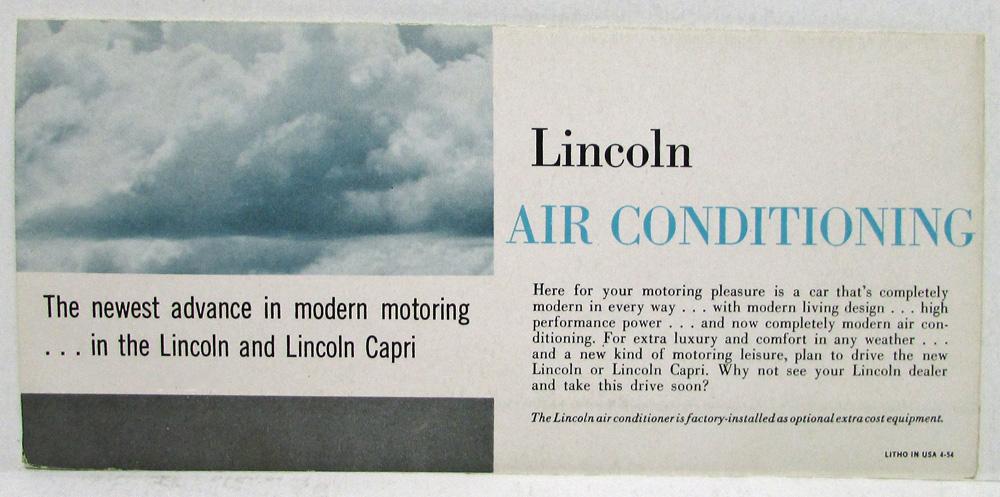 The newest advance in modern motoring
. . . in the Lincoln and Lincoln Capri
Lincoln
AIR CONDITIONING
Here for your motoring pleasure is a car that's completely
modern in every way . . . with modern living design . . . high
performance power . . . and now completely modern air con-
ditioning. For extra luxury and comfort in any weather . . .
and a new kind of motoring leisure, plan to drive the new
Lincoln or Lincoln Capri. Why not see your Lincoln dealer
and take this drive soon?
The Lincoln air conditioner is factory-installed as optional extra cost equipment.
LITHO IN USA 4-54